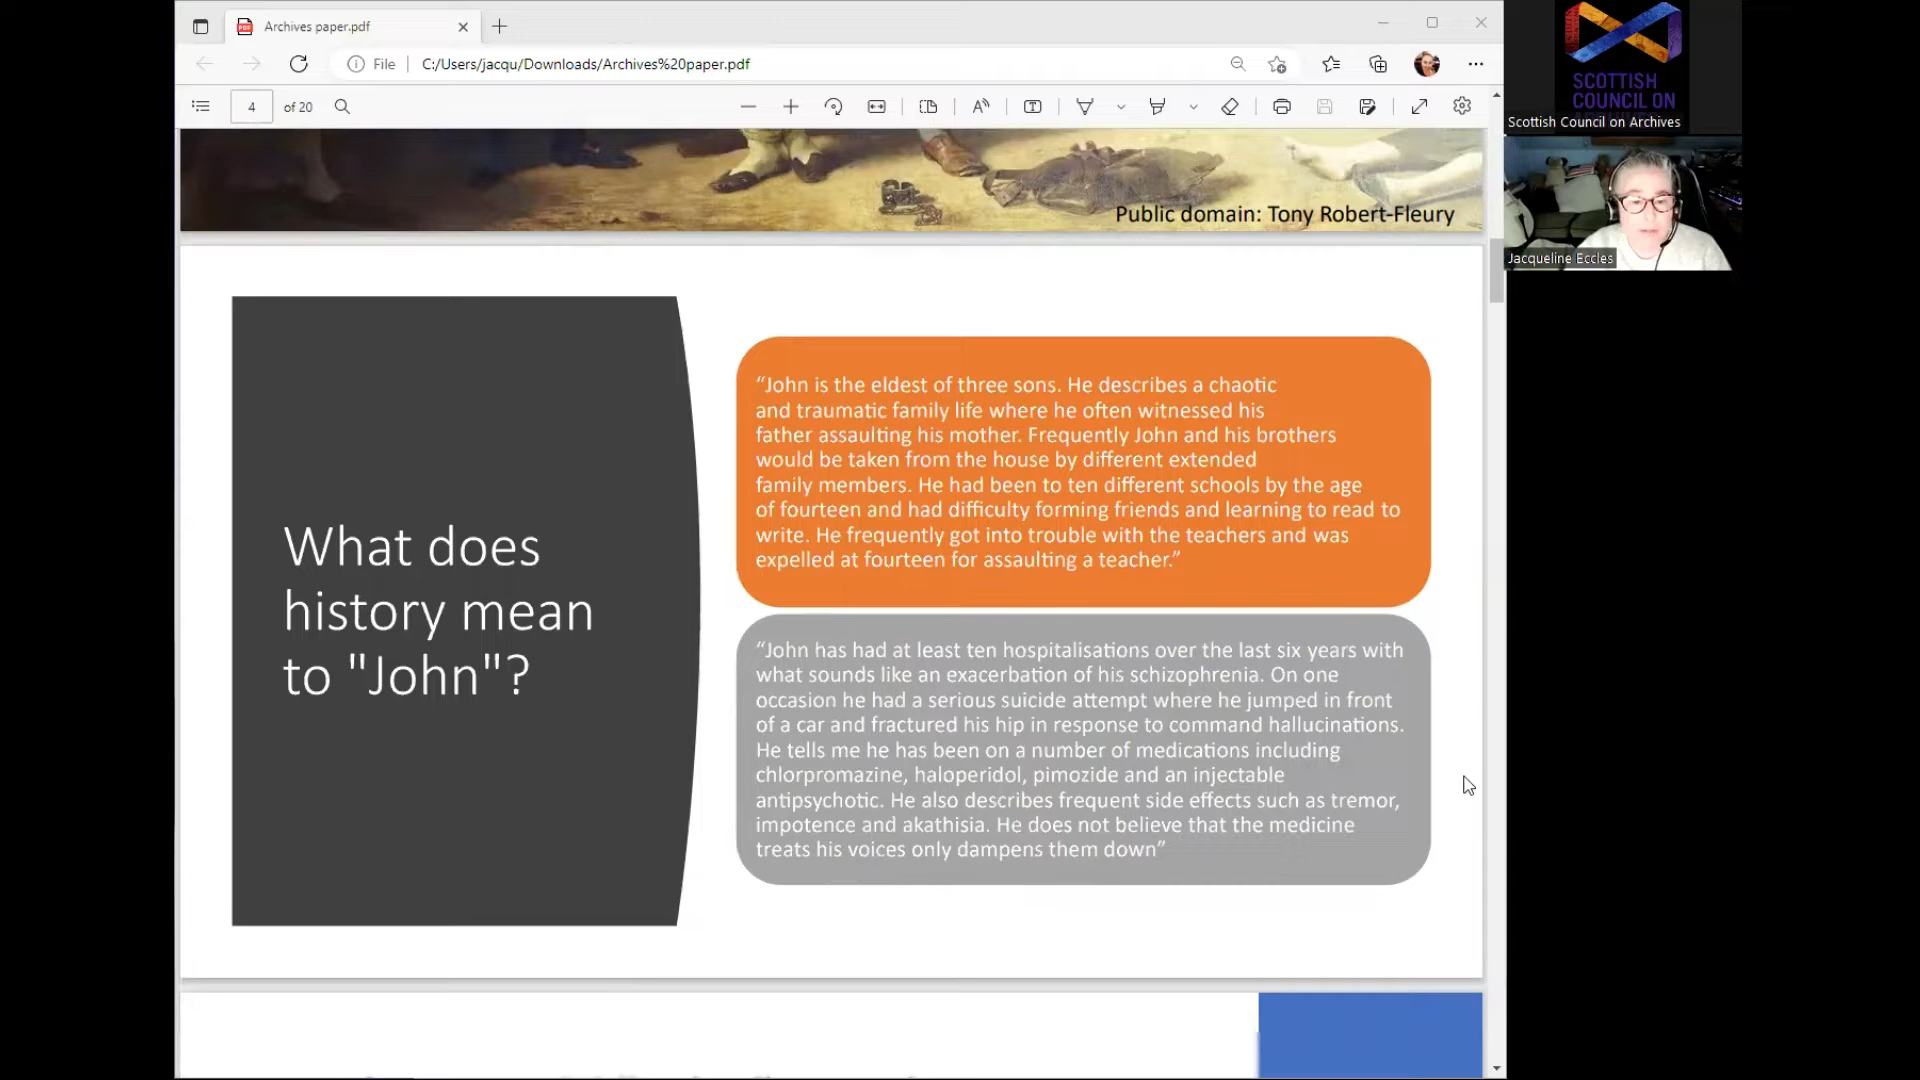 Archives paper.pdf
File
C:/Users/jacqu/Downloads/Archives%20paper.pdf
4
of 20
Public domain: Tony Robert-Fleury
What does
history mean
to "John"?
“John is the eldest of three sons. He describes a chaotic
and traumatic family life where he often witnessed his
father assaulting his mother. Frequently John and his brothers
would be taken from the house by different extended
family members. He had been to ten different schools by the age
of fourteen and had difficulty forming friends and learning to read to
write. He frequently got into trouble with the teachers and was
expelled at fourteen for assaulting a teacher.”
“John has had at least ten hospitalisations over the last six years with
what sounds like an exacerbation of his schizophrenia. On one
occasion he had a serious suicide attempt where he jumped in front
of a car and fractured his hip in response to command hallucinations.
He tells me he has been on a number of medications including
chlorpromazine, haloperidol, pimozide and an injectable
antipsychotic. He also describes frequent side effects such as tremor,
impotence and akathisia. He does not believe that the medicine
treats his voices only dampens them down”
SCOTTISH
COUNCIL ON
Scottish Council on Archives
Jacqueline Eccles